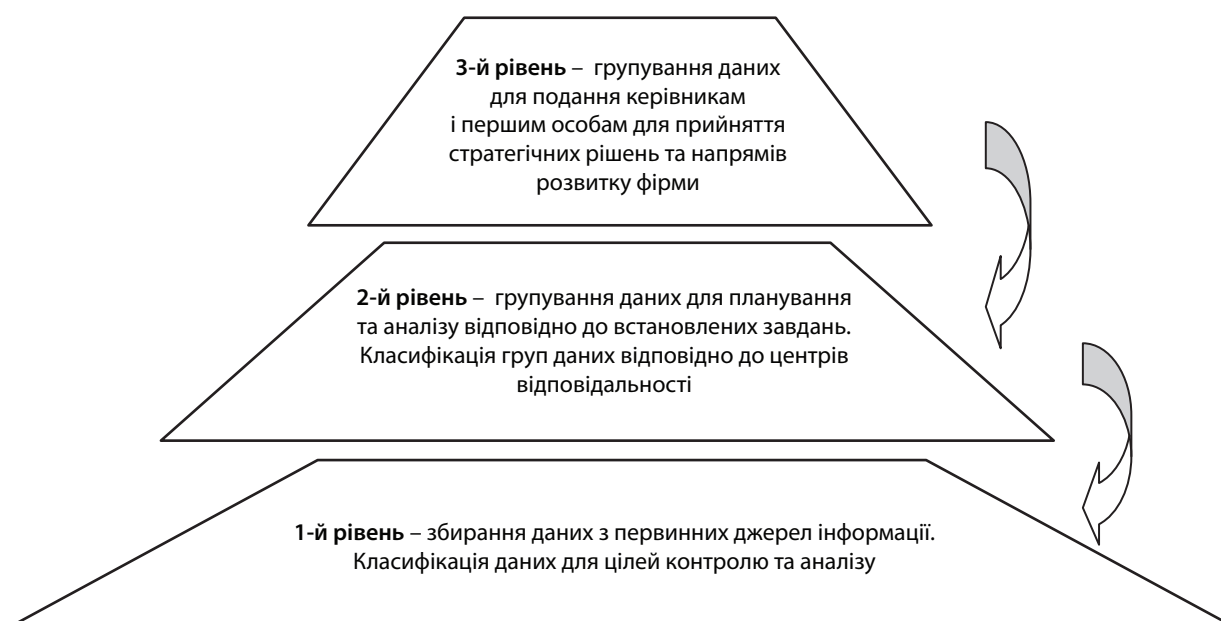 3-й рівень – групування даних
для подання керівникам
і першим особам для прийняття
стратегічних рішень та напрямів
розвитку фірми
2-й рівень – групування даних для планування
та аналізу відповідно до встановлених завдань.
Класифікація груп даних відповідно до центрів
відповідальності
1-й рівень – збирання даних з первинних джерел інформації.
Класифікація даних для цілей контролю та аналізу